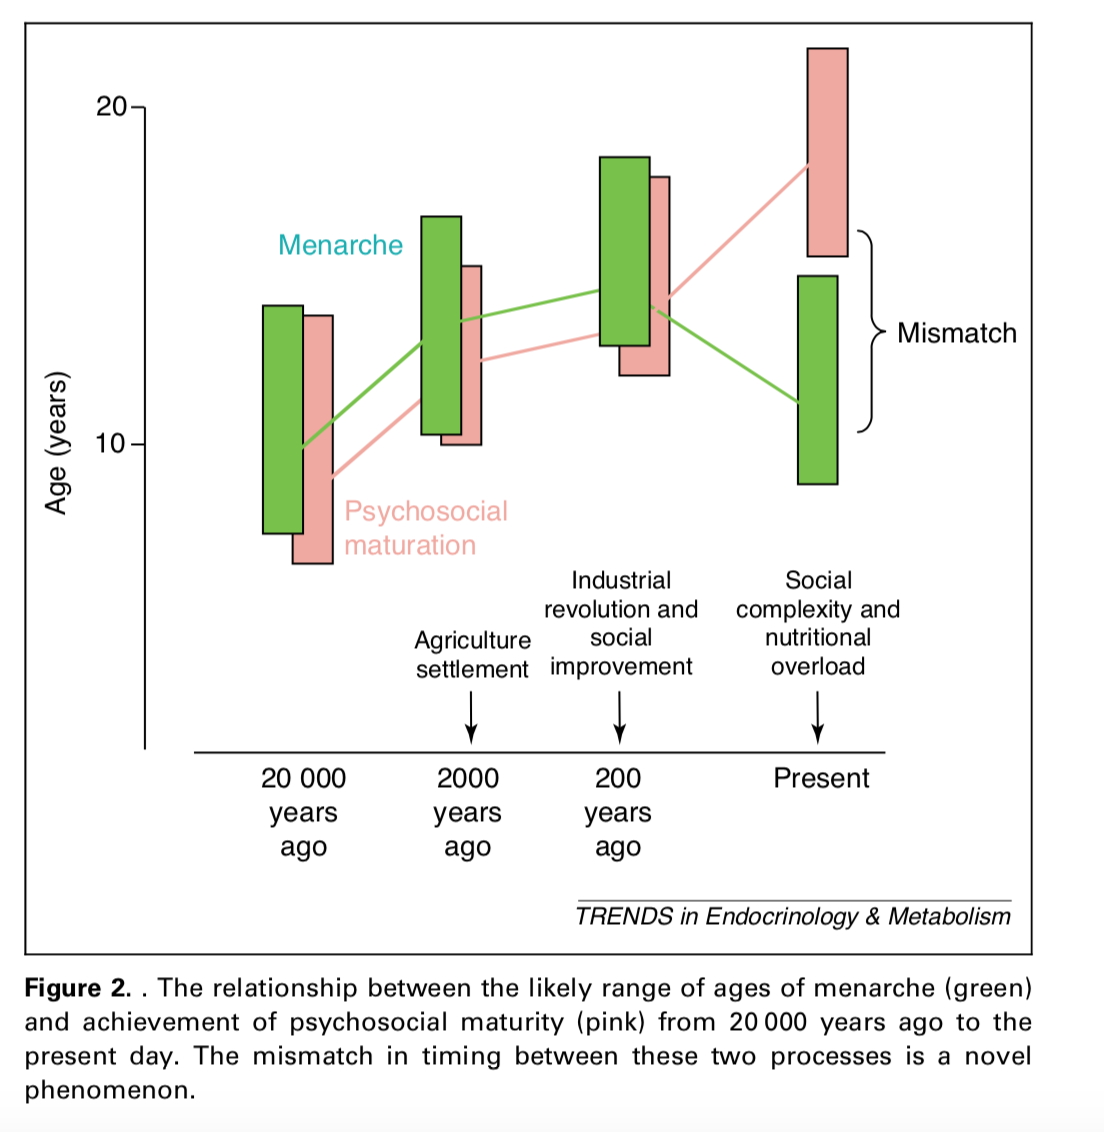 20
Menarche
Mismatch
Age (years)
10
Psychosocial
maturation
Agriculture
settlement
Industrial
revolution and
social
improvement
Social
complexity and
nutritional
overload
20 000
years
ago
2000
years
ago
200
years
ago
Present
TRENDS in Endocrinology & Metabolism
Figure 2. . The relationship between the likely range of ages of menarche (green)
and achievement of psychosocial maturity (pink) from 20 000 years ago to the
present day. The mismatch in timing between these two processes is a novel
phenomenon.